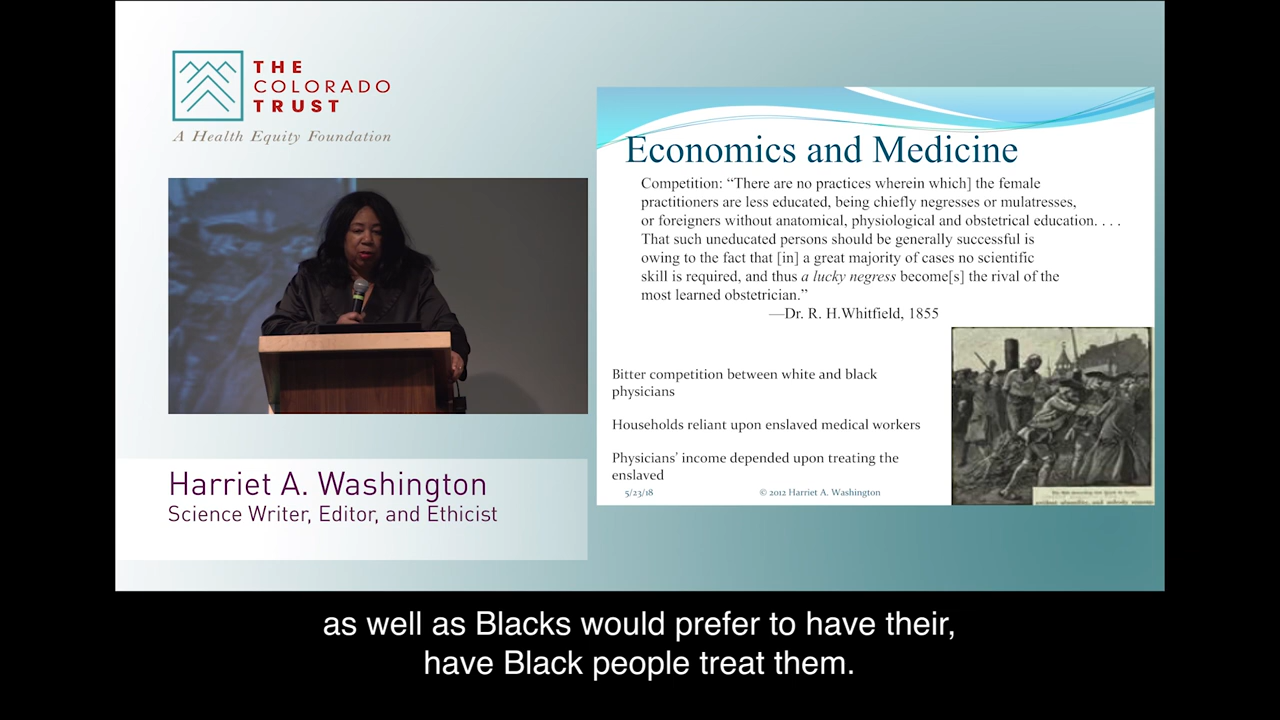 THE
COLORADO
TRUST
A Health Equity Foundation
Economics and Medicine
Competition: “There are no practices wherein which] the female
practitioners are less educated, being chiefly negresses or mulatresses,
or foreigners without anatomical, physiological and obstetrical education. . . .
That such uneducated persons should be generally successful is
owing to the fact that [in] a great majority of cases no scientific
skill is required, and thus a lucky negress become[s] the rival of the
most learned obstetrician.”
—Dr. R. H.Whitfield, 1855
Bitter competition between white and black
physicians
Households reliant upon enslaved medical workers
Physicians’ income depended upon treating the
enslaved
5/23/18
© 2012 Harriet A. Washington
Harriet A. Washington
Science Writer, Editor, and Ethicist
as well as Blacks would prefer to have their,
have Black people treat them.